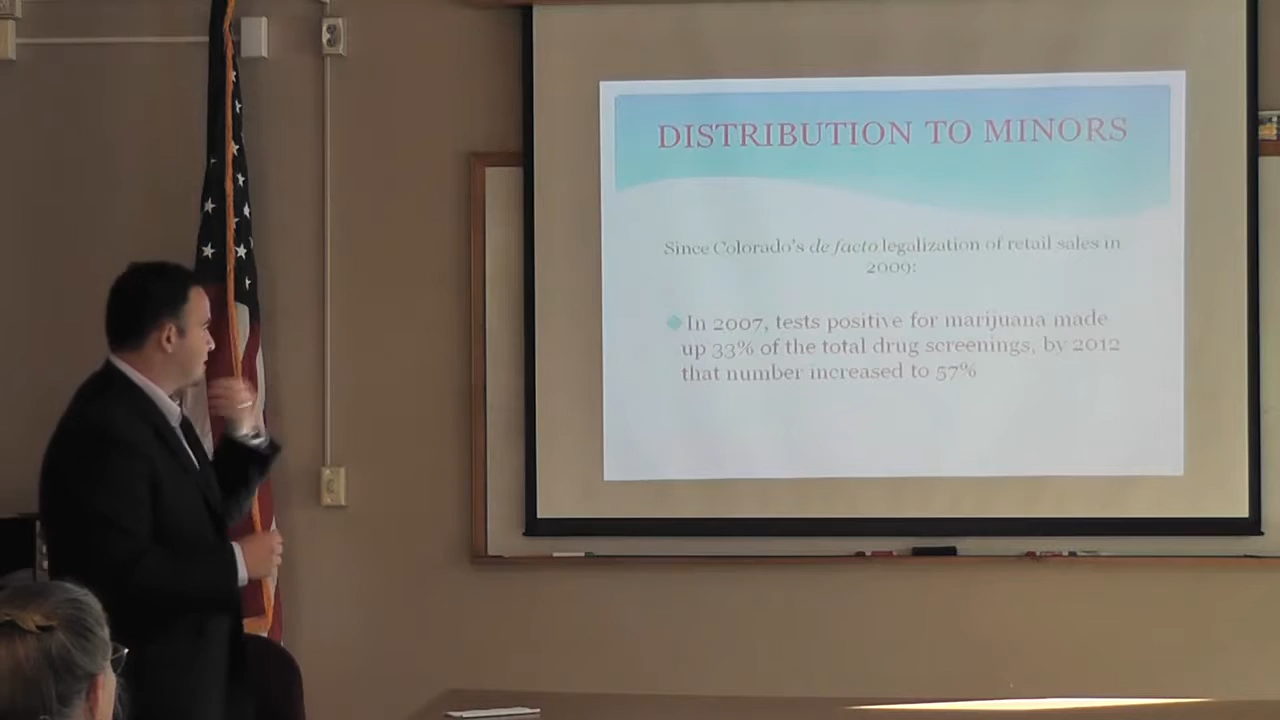 DISTRIBUTION TO MINORS
Since Colorado's de facto legalization of retail sales in
2009:
In 2007, tests positive for marijuana made
up 33% of the total drug screenings, by 2012
that number increased to 57%